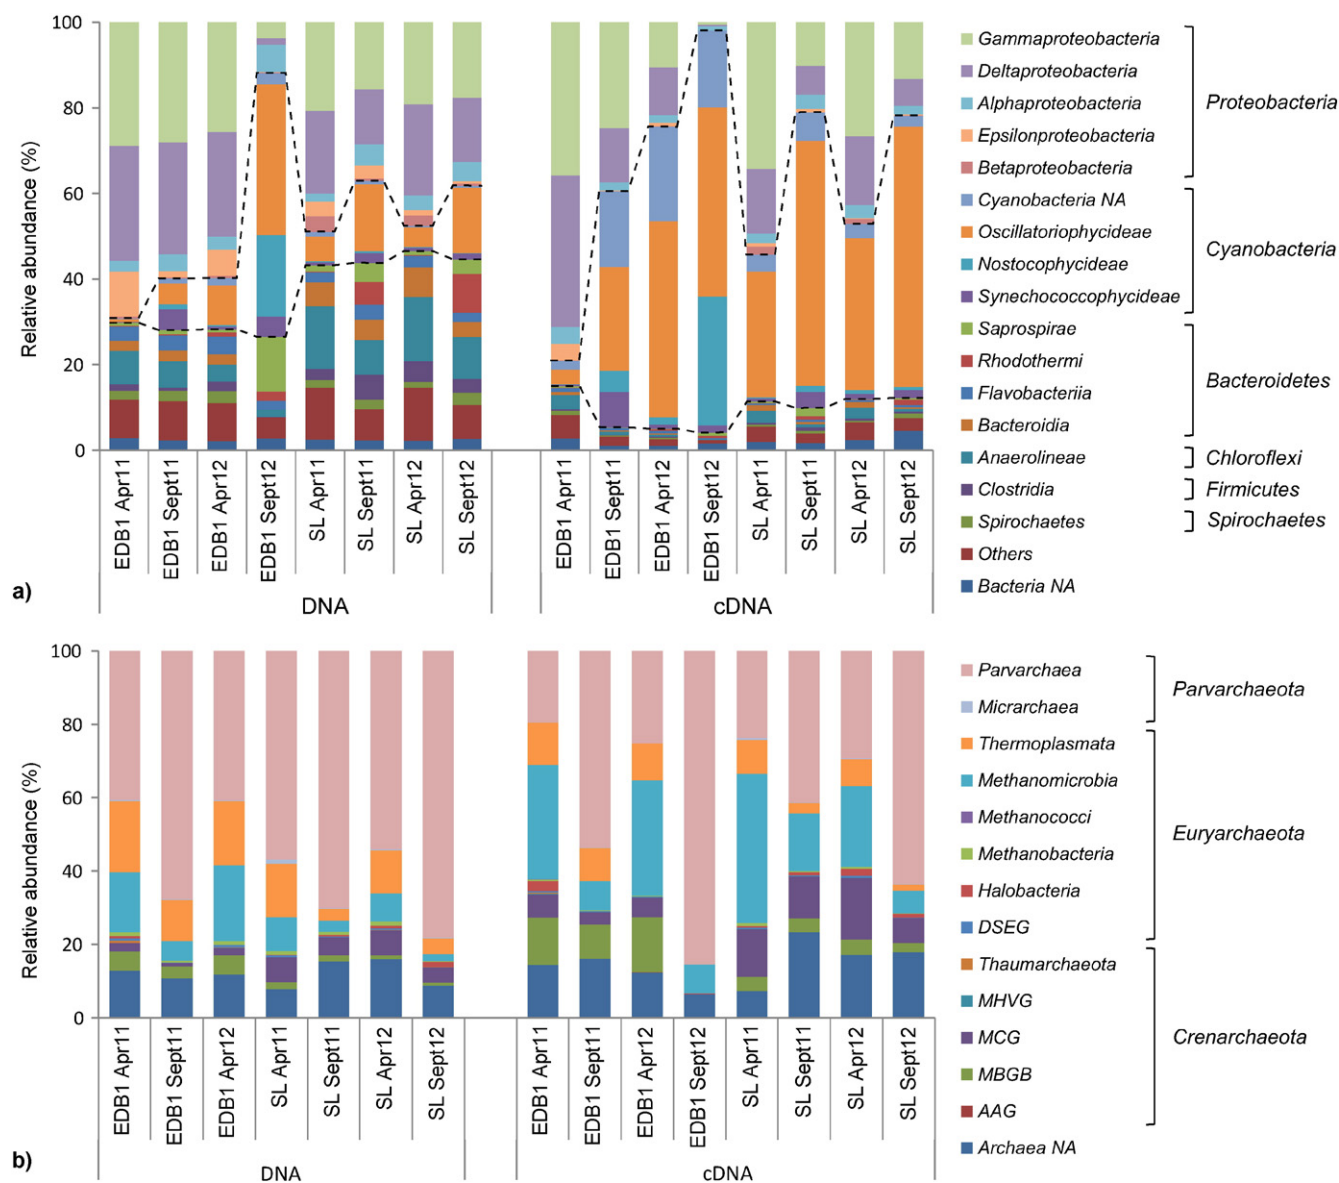 Relative abundance (%)
100
80
60
40
20
0
EDB1 Apr11
EDB1 Sept11
EDB1 Apr12
EDB1 Sept12
SL Apr11
SL Sept11
SL Apr12
SL Sept12
DNA
EDB1 Apr11
EDB1 Sept11
EDB1 Apr12
EDB1 Sept12
SL Apr11
SL Sept11
SL Apr12
SL Sept12
cDNA
Gammaproteobacteria
Deltaproteobacteria
Alphaproteobacteria
Epsilonproteobacteria
Betaproteobacteria
Cyanobacteria NA
Oscillatoriophycideae
Nostocophycideae
Synechococcophycideae
Saprospirae
Rhodothermi
Flavobacteriia
Bacteroidia
Anaerolineae
Clostridia
Spirochaetes
Others
Bacteria NA
Proteobacteria
Cyanobacteria
Bacteroidetes
Chloroflexi
Firmicutes
Spirochaetes
a)
Relative abundance (%)
100
80
60
40
20
0
EDB1 Apr11
EDB1 Sept11
EDB1 Apr12
SL Apr11
SL Sept11
SL Apr12
SL Sept12
DNA
EDB1 Apr11
EDB1 Sept11
EDB1 Apr12
EDB1 Sept12
SL Apr11
SL Sept11
SL Apr12
SL Sept12
cDNA
Parvarchaea
Micrarchaea
Thermoplasmata
Methanomicrobia
Methanococci
Methanobacteria
Halobacteria
DSEG
Thaumarchaeota
MHVG
MCG
MBGB
AAG
Archaea NA
Parvarchaeota
Euryarchaeota
Crenarchaeota
b)